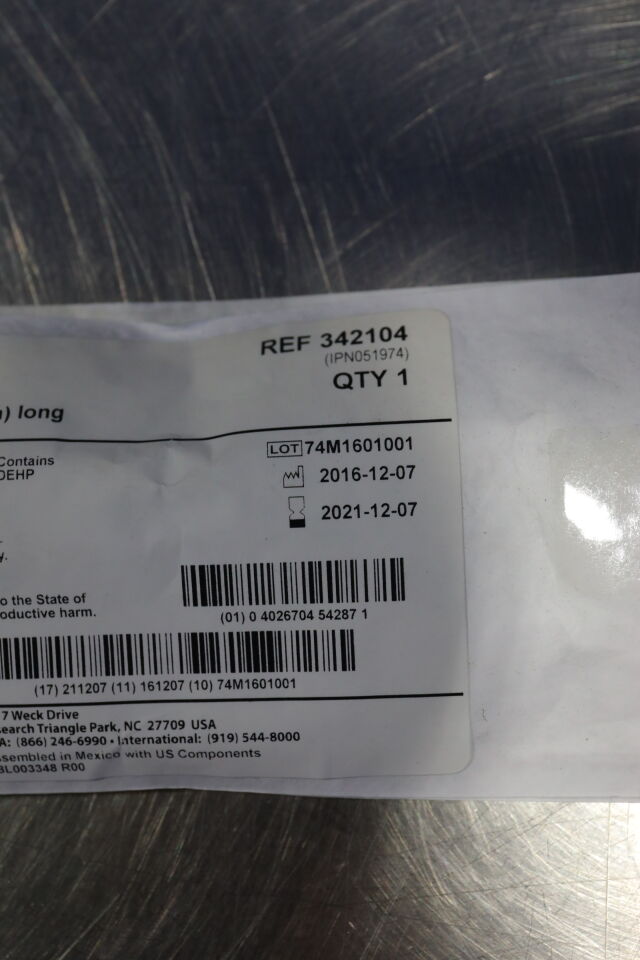 REF 342104
(IPN051974)
QTY 1
) long
LOT 74M1601001
Contains
DEHP
2016-12-07
2021-12-07
y.
o the State of
oductive harm.
(01) 0 4026704 54287 1
(17) 211207 (11) 161207 (10) 74M1601001
7 Weck Drive
search Triangle Park, NC 27709 USA
A: (866) 246-6990 • International: (919) 544-8000
ssembled in Mexico with US Components
BL003348 R00